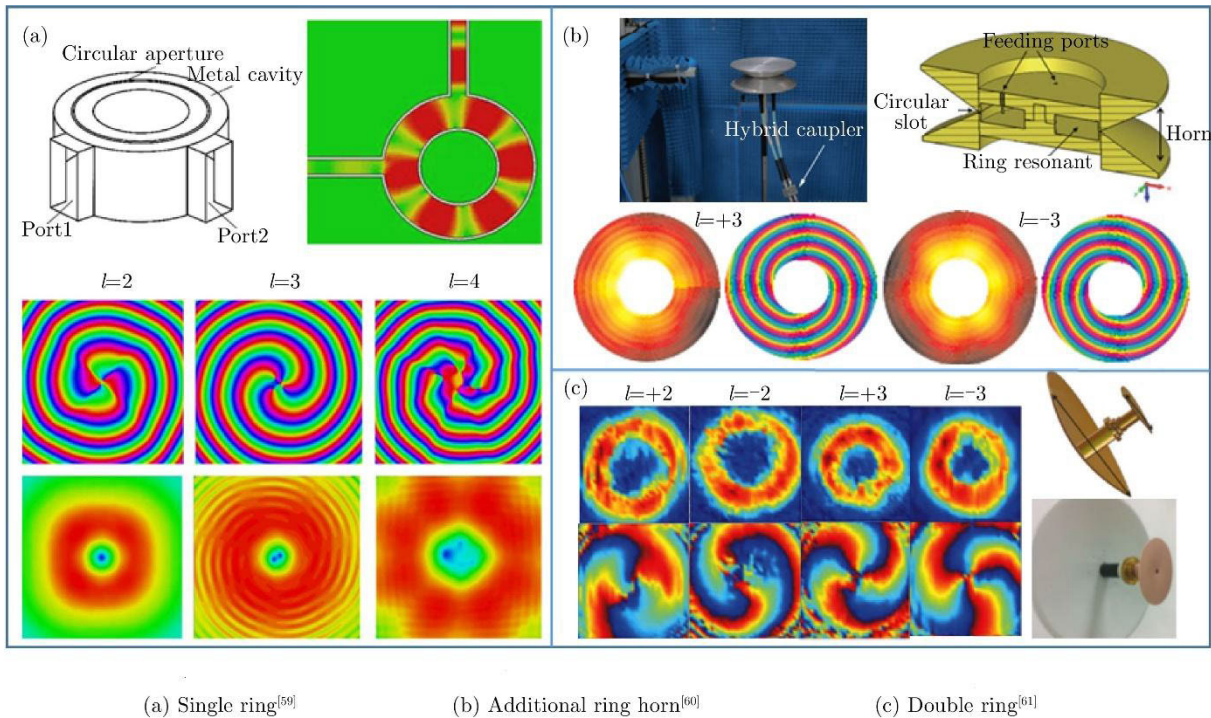 (a)
Circular aperture
Metal cavity
Port1
Port2
l=2
l=3
l=4
(b)
Hybrid caupler
Feeding ports
Circular
slot
Horn
Ring resonant
l=+3
l=−3
(c)
l=+2
l=−2
l=+3
l=−3
(a) Single ring[59]
(b) Additional ring horn[60]
(c) Double ring[61]